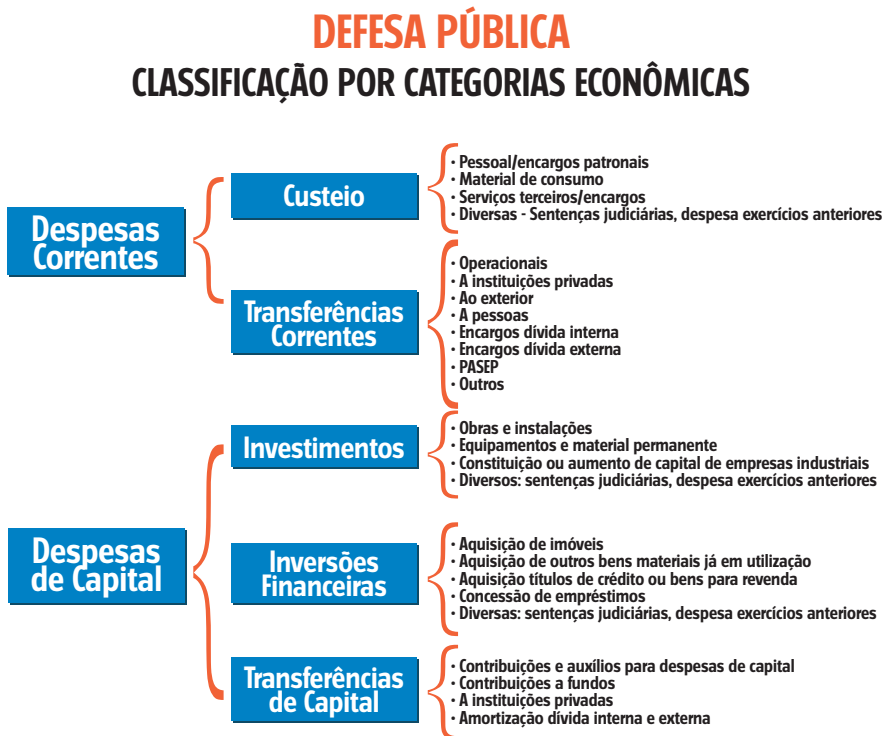 DEFESA PÚBLICA
CLASSIFICAÇÃO POR CATEGORIAS ECONÔMICAS
Despesas
Correntes
Custeio
· Pessoal/encargos patronais
· Material de consumo
· Serviços terceiros/encargos
· Diversas - Sentenças judiciárias, despesa exercícios anteriores
Transferências
Correntes
· Operacionais
· A instituições privadas
· Ao exterior
· A pessoas
· Encargos dívida interna
· Encargos dívida externa
· PASEP
· Outros
Despesas
de Capital
Investimentos
· Obras e instalações
· Equipamentos e material permanente
· Constituição ou aumento de capital de empresas industriais
· Diversos: sentenças judiciárias, despesa exercícios anteriores
Inversões
Financeiras
· Aquisição de imóveis
· Aquisição de outros bens materiais já em utilização
· Aquisição títulos de crédito ou bens para revenda
· Concessão de empréstimos
· Diversas: sentenças judiciárias, despesa exercícios anteriores
Transferências
de Capital
· Contribuições e auxílios para despesas de capital
· Contribuições a fundos
· A instituições privadas
· Amortização dívida interna e externa